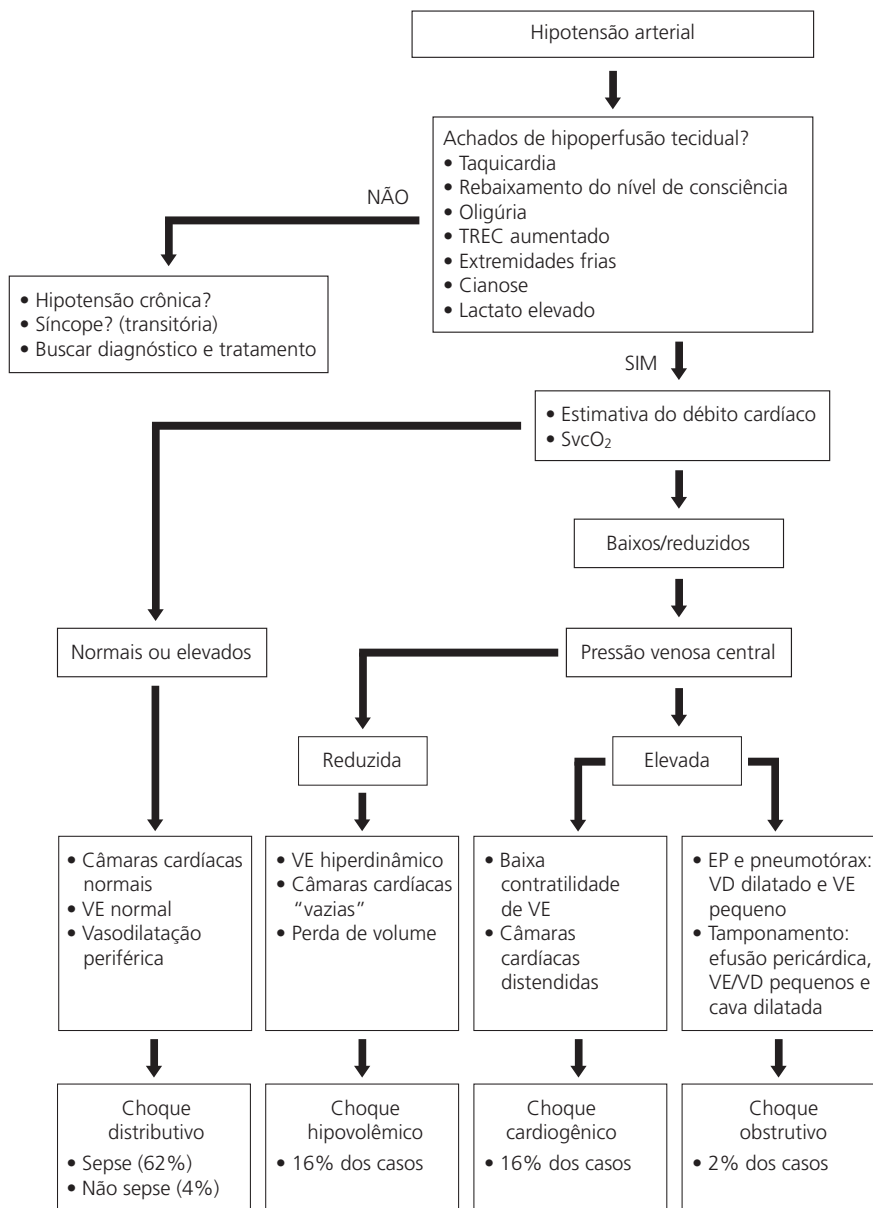 Hipotensão arterial
Achados de hipoperfusão tecidual?
• Taquicardia
• Rebaixamento do nível de consciência
• Oligúria
• TREC aumentado
• Extremidades frias
• Cianose
• Lactato elevado
NÃO
• Hipotensão crônica?
• Síncope? (transitória)
• Buscar diagnóstico e tratamento
SIM
• Estimativa do débito cardíaco
• SvcO₂
Baixos/reduzidos
Normais ou elevados
Pressão venosa central
Reduzida
Elevada
• Câmaras cardíacas
normais
• VE normal
• Vasodilatação
periférica
• VE hiperdinâmico
• Câmaras cardíacas
“vazias”
• Perda de volume
• Baixa
contratilidade
de VE
• Câmaras
cardíacas
distendidas
• EP e pneumotórax:
VD dilatado e VE
pequeno
• Tamponamento:
efusão pericárdica,
VE/VD pequenos e
cava dilatada
Choque
distributivo
• Sepse (62%)
• Não sepse (4%)
Choque
hipovolêmico
• 16% dos casos
Choque
cardiogênico
• 16% dos casos
Choque
obstrutivo
• 2% dos casos